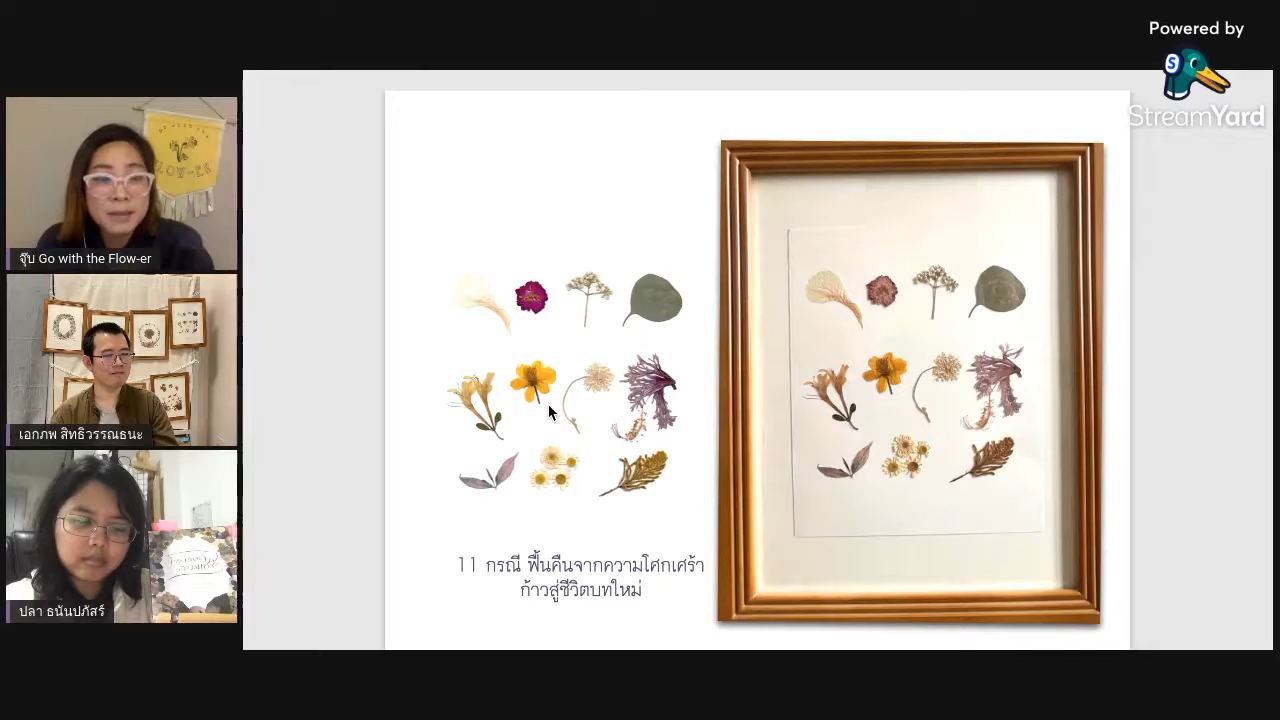 Powered by
S
StreamYard
FLOW-ER
จุ๊บ Go with the Flow-er
เอกภพ สิทธิวรรณธนะ
ปลา ธนันปภัสร์
11 กรณี ฟื้นคืนจากความโศกเศร้า
ก้าวสู่ชีวิตบทใหม่